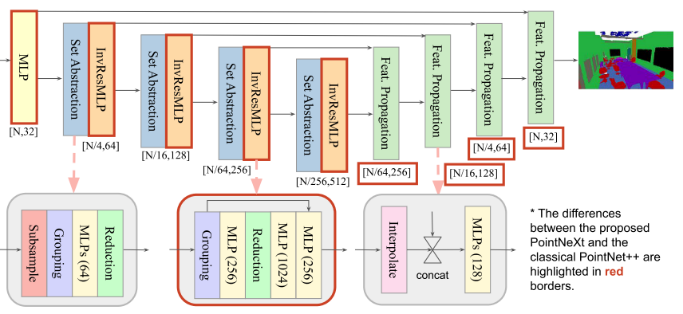 MLP
[N,32]
Set Abstraction
InvResMLP
[N/4,64]
Set Abstraction
InvResMLP
[N/16,128]
Set Abstraction
InvResMLP
[N/64,256]
Set Abstraction
InvResMLP
[N/256,512]
Feat. Propagation
[N/64,256]
Feat. Propagation
[N/16,128]
Feat. Propagation
[N/4,64]
Feat. Propagation
[N,32]
Subsample
Grouping
MLPs (64)
Reduction
Grouping
MLP (256)
Reduction
MLP (1024)
MLP (256)
Interpolate
concat
MLPs (128)
* The differences
between the proposed
PointNeXt and the
classical PointNet++ are
highlighted in red
borders.